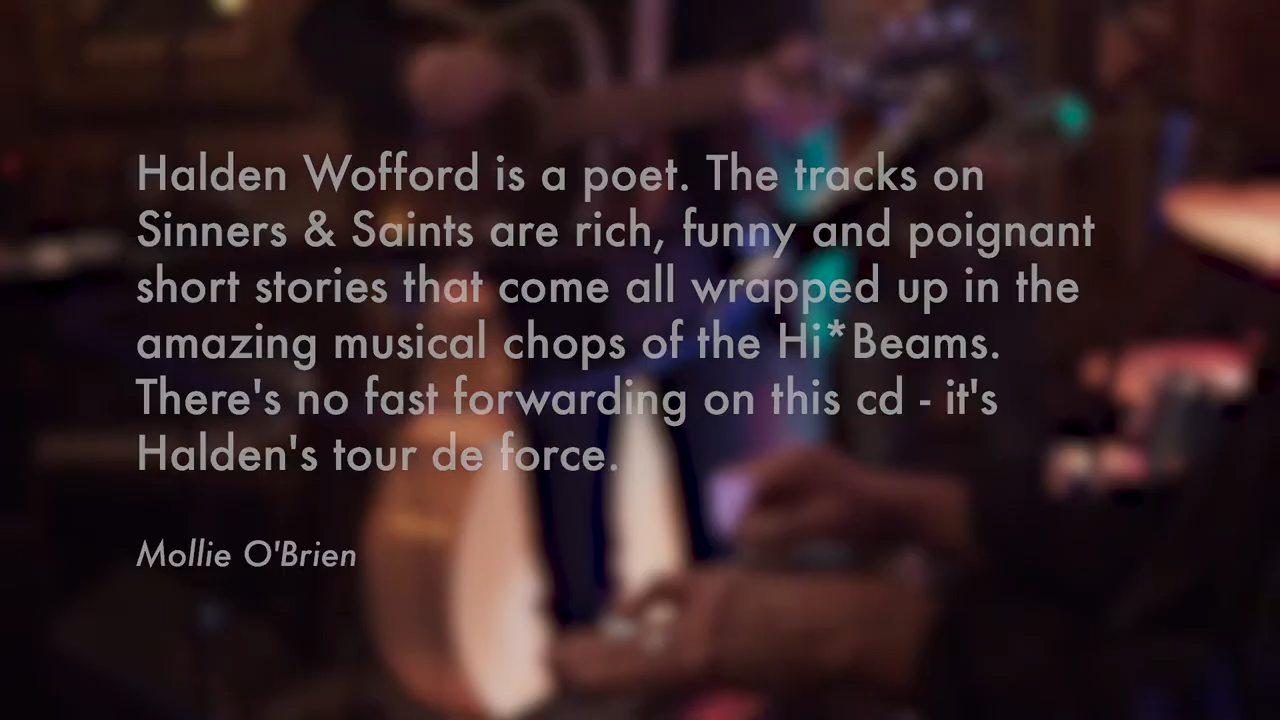 Halden Wofford is a poet. The tracks on
Sinners & Saints are rich, funny and poignant
short stories that come all wrapped up in the
amazing musical chops of the Hi*Beams.
There's no fast forwarding on this cd - it's
Halden's tour de force.
Mollie O'Brien